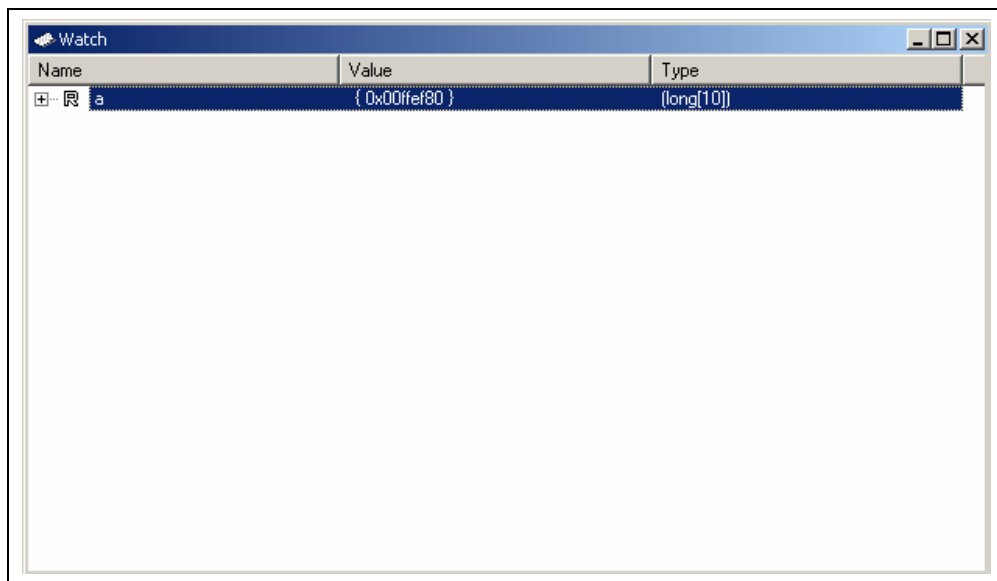 Watch
Name Value Type
R a { 0x00ffef80 } (long[10])